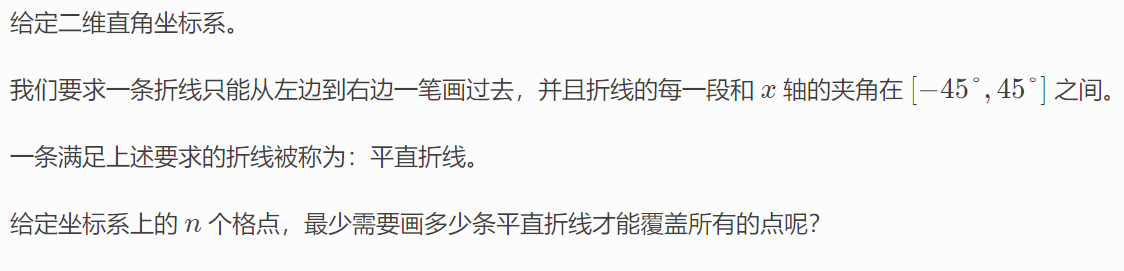 给定二维直角坐标系。
我们要求一条折线只能从左边到右边一笔画过去，并且折线的每一段和 x 轴的夹角在 [−45°, 45°] 之间。
一条满足上述要求的折线被称为：平直折线。
给定坐标系上的 n 个格点，最少需要画多少条平直折线才能覆盖所有的点呢？